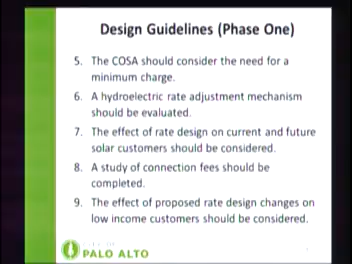 Design Guidelines (Phase One)
5. The COSA should consider the need for a
minimum charge.
6. A hydroelectric rate adjustment mechanism
should be evaluated.
7. The effect of rate design on current and future
solar customers should be considered.
8. A study of connection fees should be
completed.
9. The effect of proposed rate design changes on
low income customers should be considered.
PALO ALTO